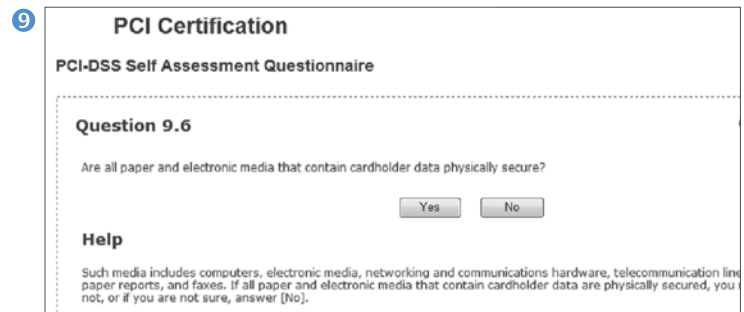 9
PCI Certification
PCI-DSS Self Assessment Questionnaire
Question 9.6
Are all paper and electronic media that contain cardholder data physically secure?
Yes No
Help
Such media includes computers, electronic media, networking and communications hardware, telecommunication line
paper reports, and faxes. If all paper and electronic media that contain cardholder data are physically secured, you
not, or if you are not sure, answer [No].